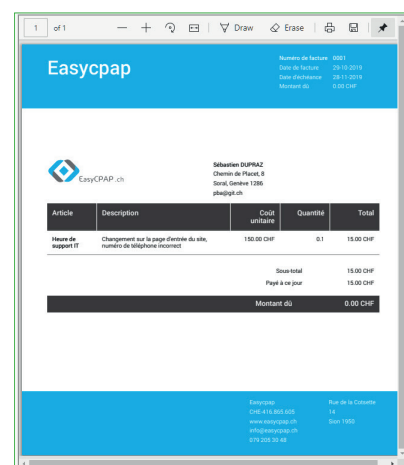 1 of 1 Draw Erase
Easycpap
Numéro de facture 0001
Date de facture 29-10-2019
Date d'échéance 28-11-2019
Montant dû 0.00 CHF
EasyCPAP.ch
Sébastien DUPRAZ
Chemin de Placet, 8
Soral, Genève 1286
pba@git.ch
Article Description Coût unitaire Quantité Total
Heure de support IT Changement sur la page d'entrée du site, numéro de téléphone incorrect 150.00 CHF 0.1 15.00 CHF
Sous-total 15.00 CHF
Payé à ce jour 15.00 CHF
Montant dû 0.00 CHF
Easycpap
CHE-416.865.605
www.easycpap.ch
info@easycpap.ch
079 205 30 48
Rue de la Cotzette
14
Sion 1950